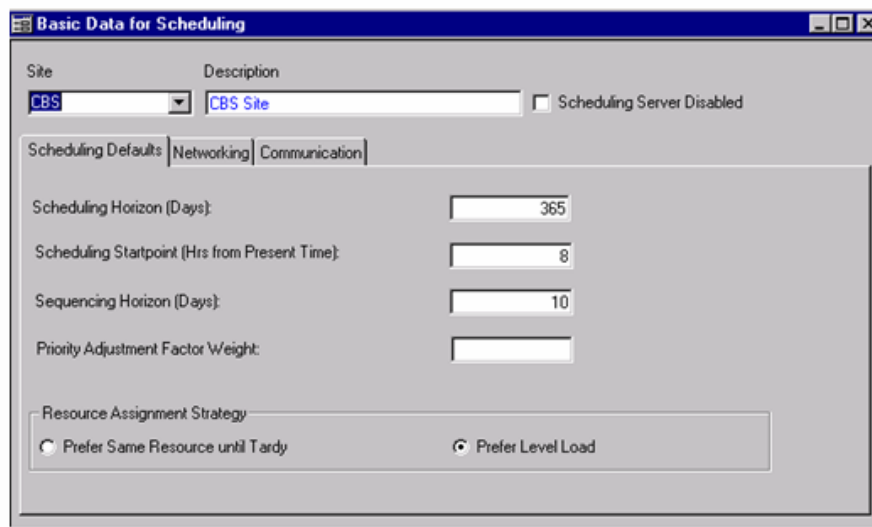 Basic Data for Scheduling
Site Description
CBS CBS Site Scheduling Server Disabled
Scheduling Defaults Networking Communication
Scheduling Horizon (Days): 365
Scheduling Startpoint (Hrs from Present Time): 8
Sequencing Horizon (Days): 10
Priority Adjustment Factor Weight:
Resource Assignment Strategy
Prefer Same Resource until Tardy Prefer Level Load